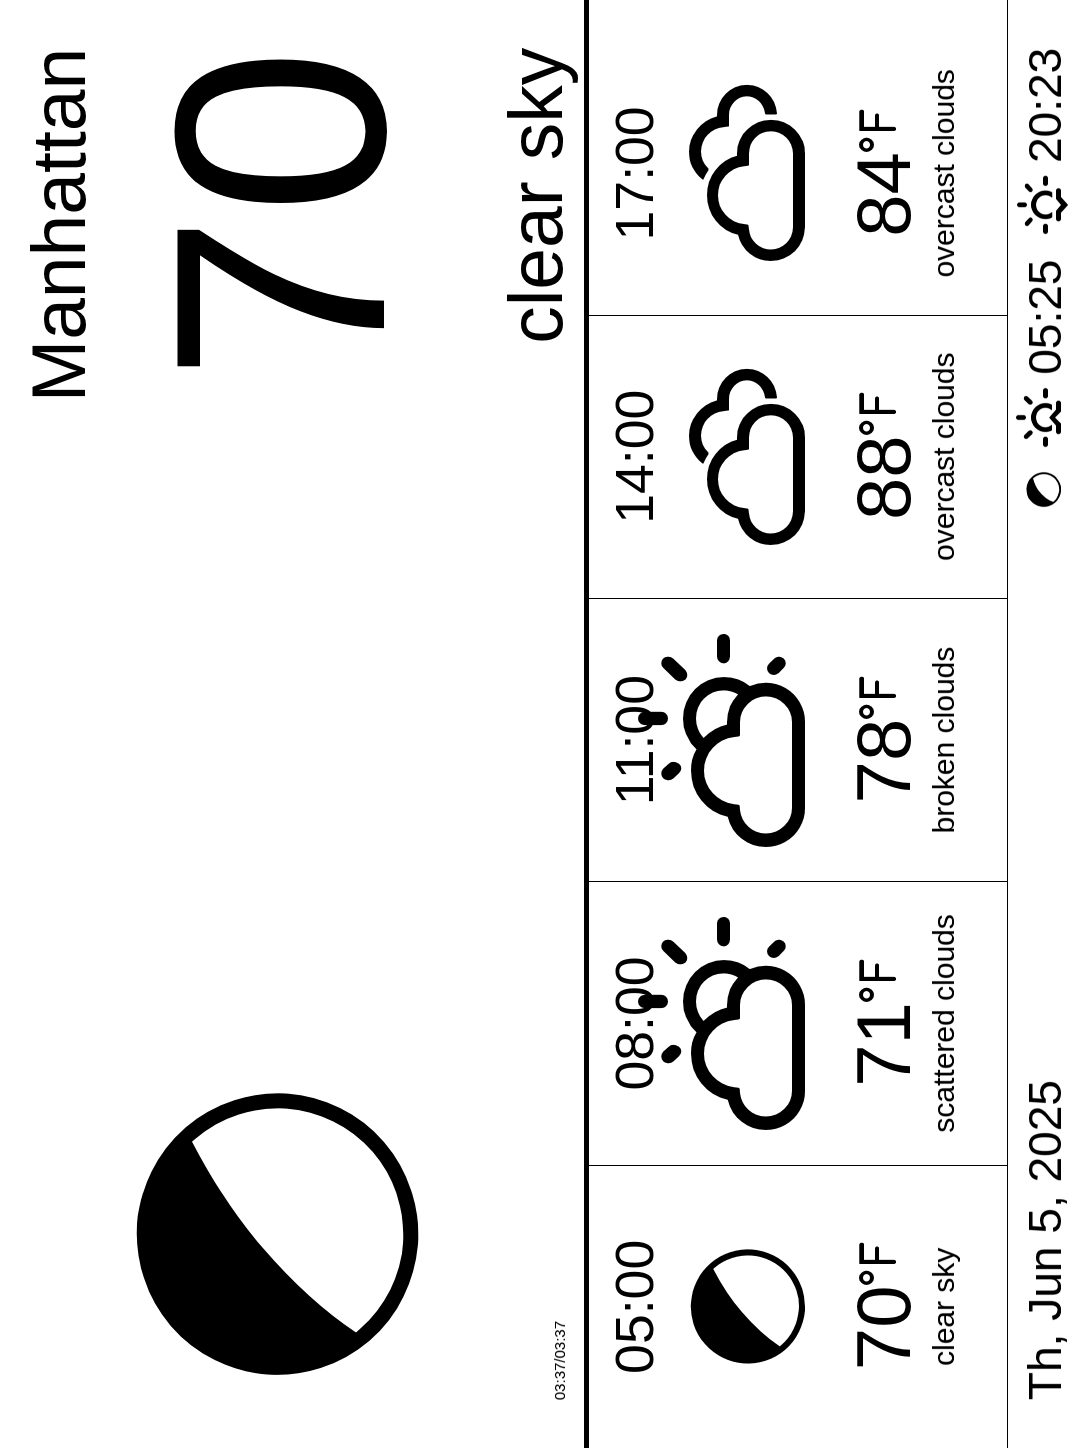 Manhattan
70
clear sky
03:37/03:37
05:00
70°F
clear sky
08:00
71°F
scattered clouds
11:00
78°F
broken clouds
14:00
88°F
overcast clouds
17:00
84°F
overcast clouds
Th, Jun 5, 2025
05:25
20:23